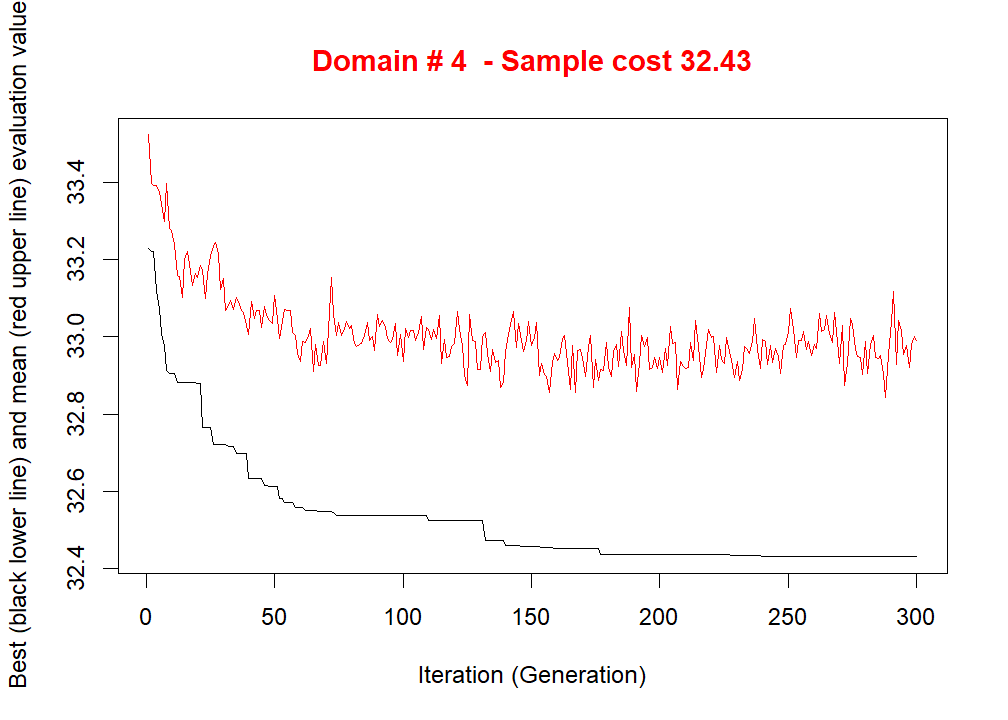 Domain # 4  - Sample cost 32.43
Best (black lower line) and mean (red upper line) evaluation value
33.4
33.2
33.0
32.8
32.6
32.4
0 50 100 150 200 250 300
Iteration (Generation)